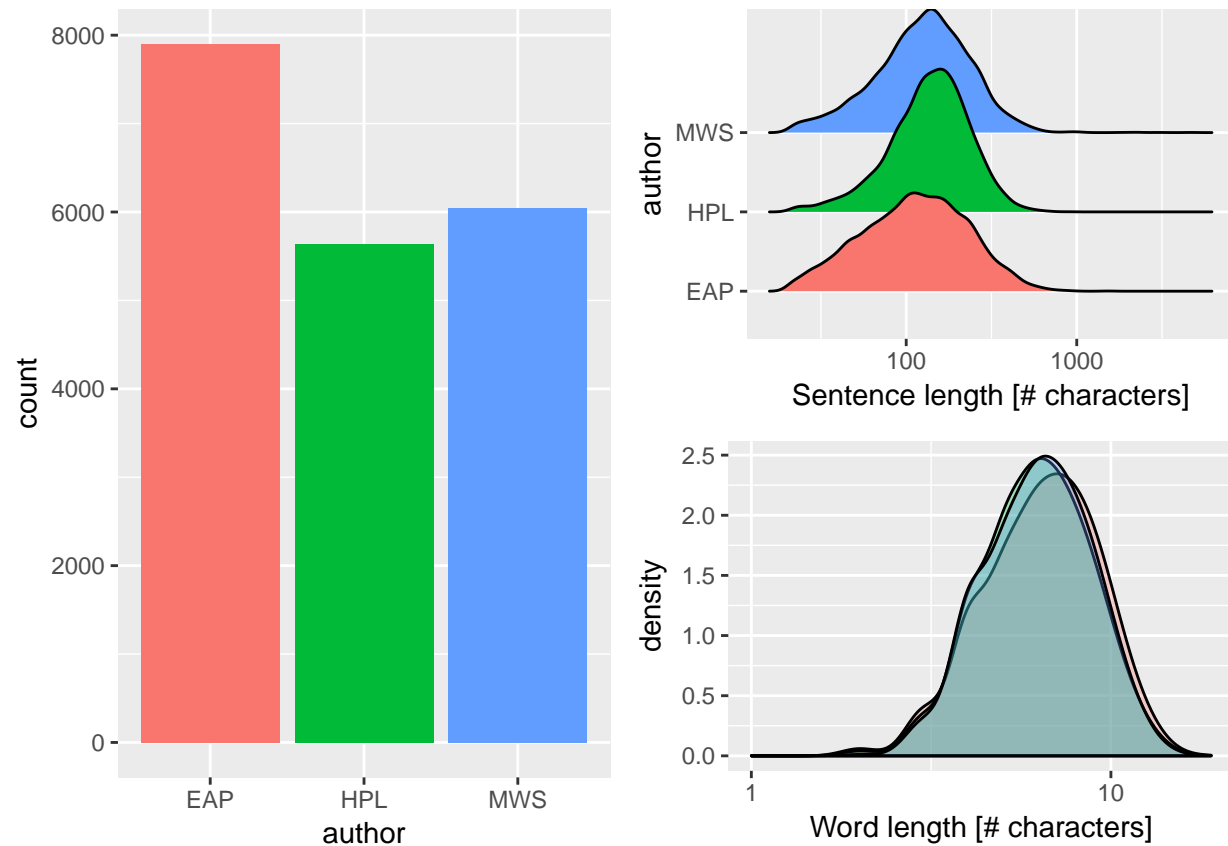 8000
6000
4000
2000
0
count
EAP HPL MWS
author
MWS
HPL
EAP
author
100 1000
Sentence length [# characters]
2.5
2.0
1.5
1.0
0.5
0.0
density
1 10
Word length [# characters]